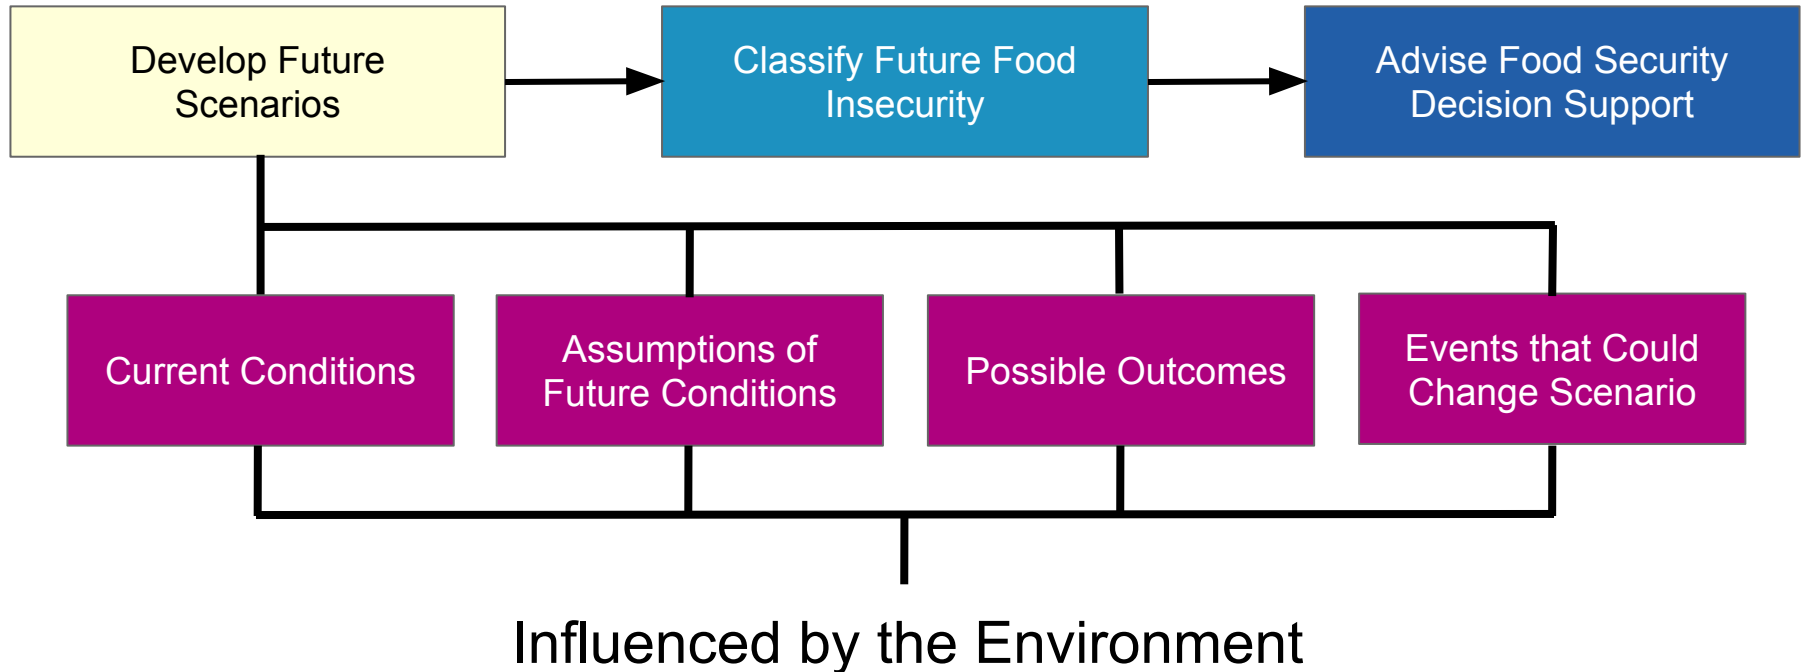 Develop Future
Scenarios
Classify Future Food
Insecurity
Advise Food Security
Decision Support
Current Conditions
Assumptions of
Future Conditions
Possible Outcomes
Events that Could
Change Scenario
Influenced by the Environment